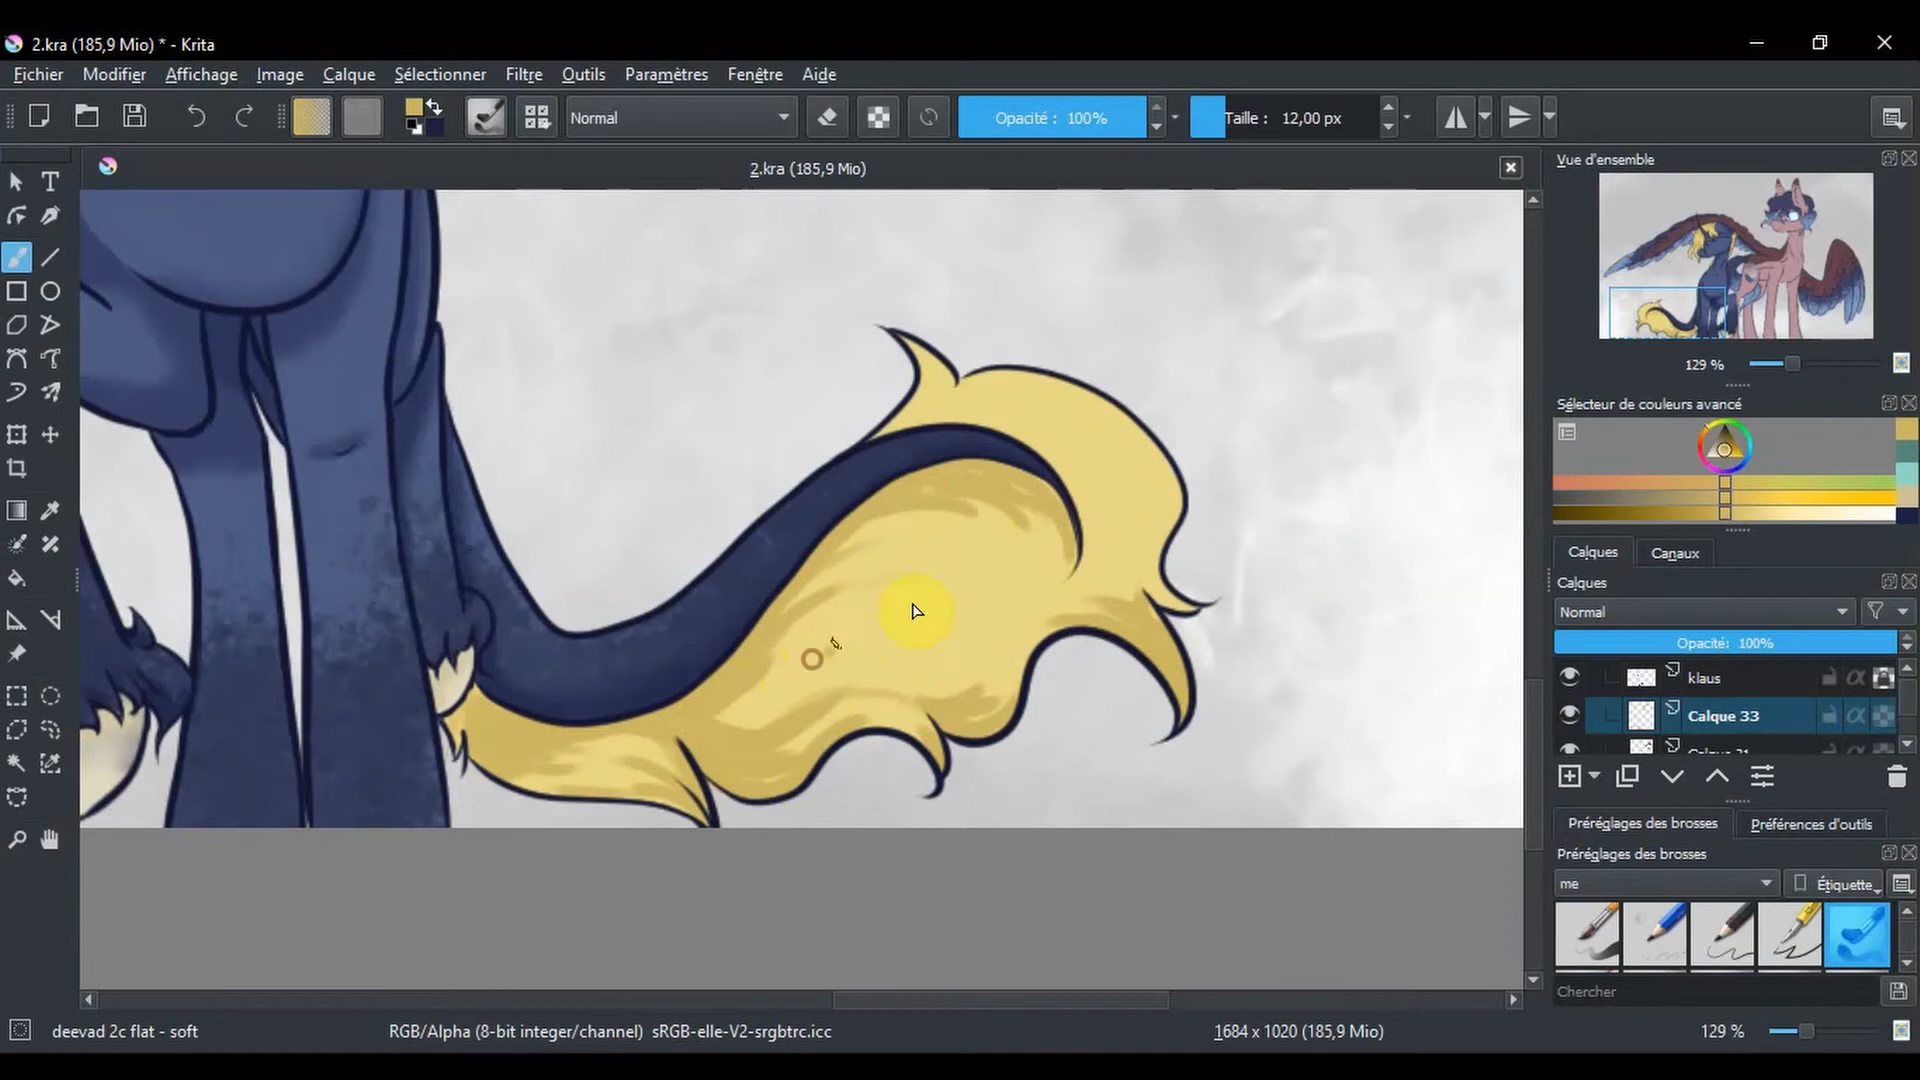 2.kra (185,9 Mio) * - Krita
Fichier Modifier Affichage Image Calque Sélectionner Filtre Outils Paramètres Fenêtre Aide
Normal Opacité : 100% Taille : 12,00 px
2.kra (185,9 Mio)
Vue d'ensemble
129 %
Sélecteur de couleurs avancé
Calques Canaux
Calques
Normal
Opacité: 100%
klaus
Calque 33
Calque 31
Préréglages des brosses Préférences d'outils
Préréglages des brosses
me Étiquette
Chercher
deevad 2c flat - soft RGB/Alpha (8-bit integer/channel) sRGB-elle-V2-srgbtrc.icc 1684 x 1020 (185,9 Mio) 129 %